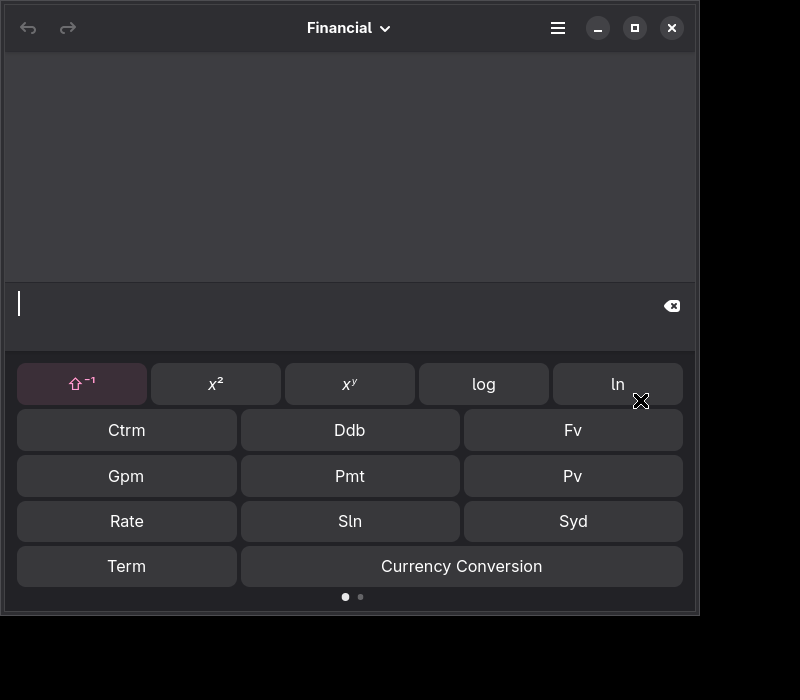 Financial
⇧⁻¹ x² xʸ log ln
Ctrm Ddb Fv
Gpm Pmt Pv
Rate Sln Syd
Term Currency Conversion